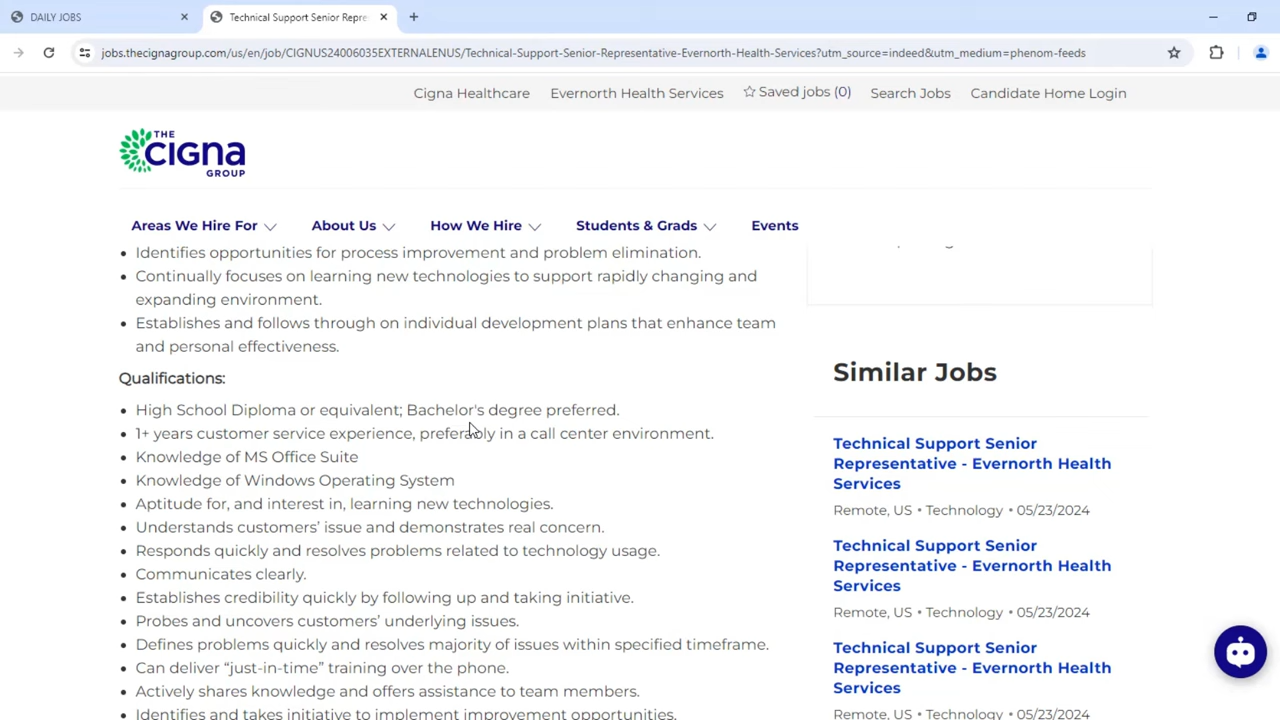 DAILY JOBS
Technical Support Senior Repre
jobs.thecignagroup.com/us/en/job/CIGNUS24006035EXTERNALENUS/Technical-Support-Senior-Representative-Evernorth-Health-Services?utm_source=indeed&utm_medium=phenom-feeds
Cigna Healthcare Evernorth Health Services Saved jobs (0) Search Jobs Candidate Home Login
THE
cigna
GROUP
Areas We Hire For About Us How We Hire Students & Grads Events
• Identifies opportunities for process improvement and problem elimination.
• Continually focuses on learning new technologies to support rapidly changing and
expanding environment.
• Establishes and follows through on individual development plans that enhance team
and personal effectiveness.
Qualifications:
• High School Diploma or equivalent; Bachelor's degree preferred.
• 1+ years customer service experience, preferably in a call center environment.
• Knowledge of MS Office Suite
• Knowledge of Windows Operating System
• Aptitude for, and interest in, learning new technologies.
• Understands customers’ issue and demonstrates real concern.
• Responds quickly and resolves problems related to technology usage.
• Communicates clearly.
• Establishes credibility quickly by following up and taking initiative.
• Probes and uncovers customers’ underlying issues.
• Defines problems quickly and resolves majority of issues within specified timeframe.
• Can deliver “just-in-time” training over the phone.
• Actively shares knowledge and offers assistance to team members.
• Identifies and takes initiative to implement improvement opportunities.
Similar Jobs
Technical Support Senior
Representative - Evernorth Health
Services
Remote, US • Technology • 05/23/2024
Technical Support Senior
Representative - Evernorth Health
Services
Remote, US • Technology • 05/23/2024
Technical Support Senior
Representative - Evernorth Health
Services
Remote, US • Technology • 05/23/2024